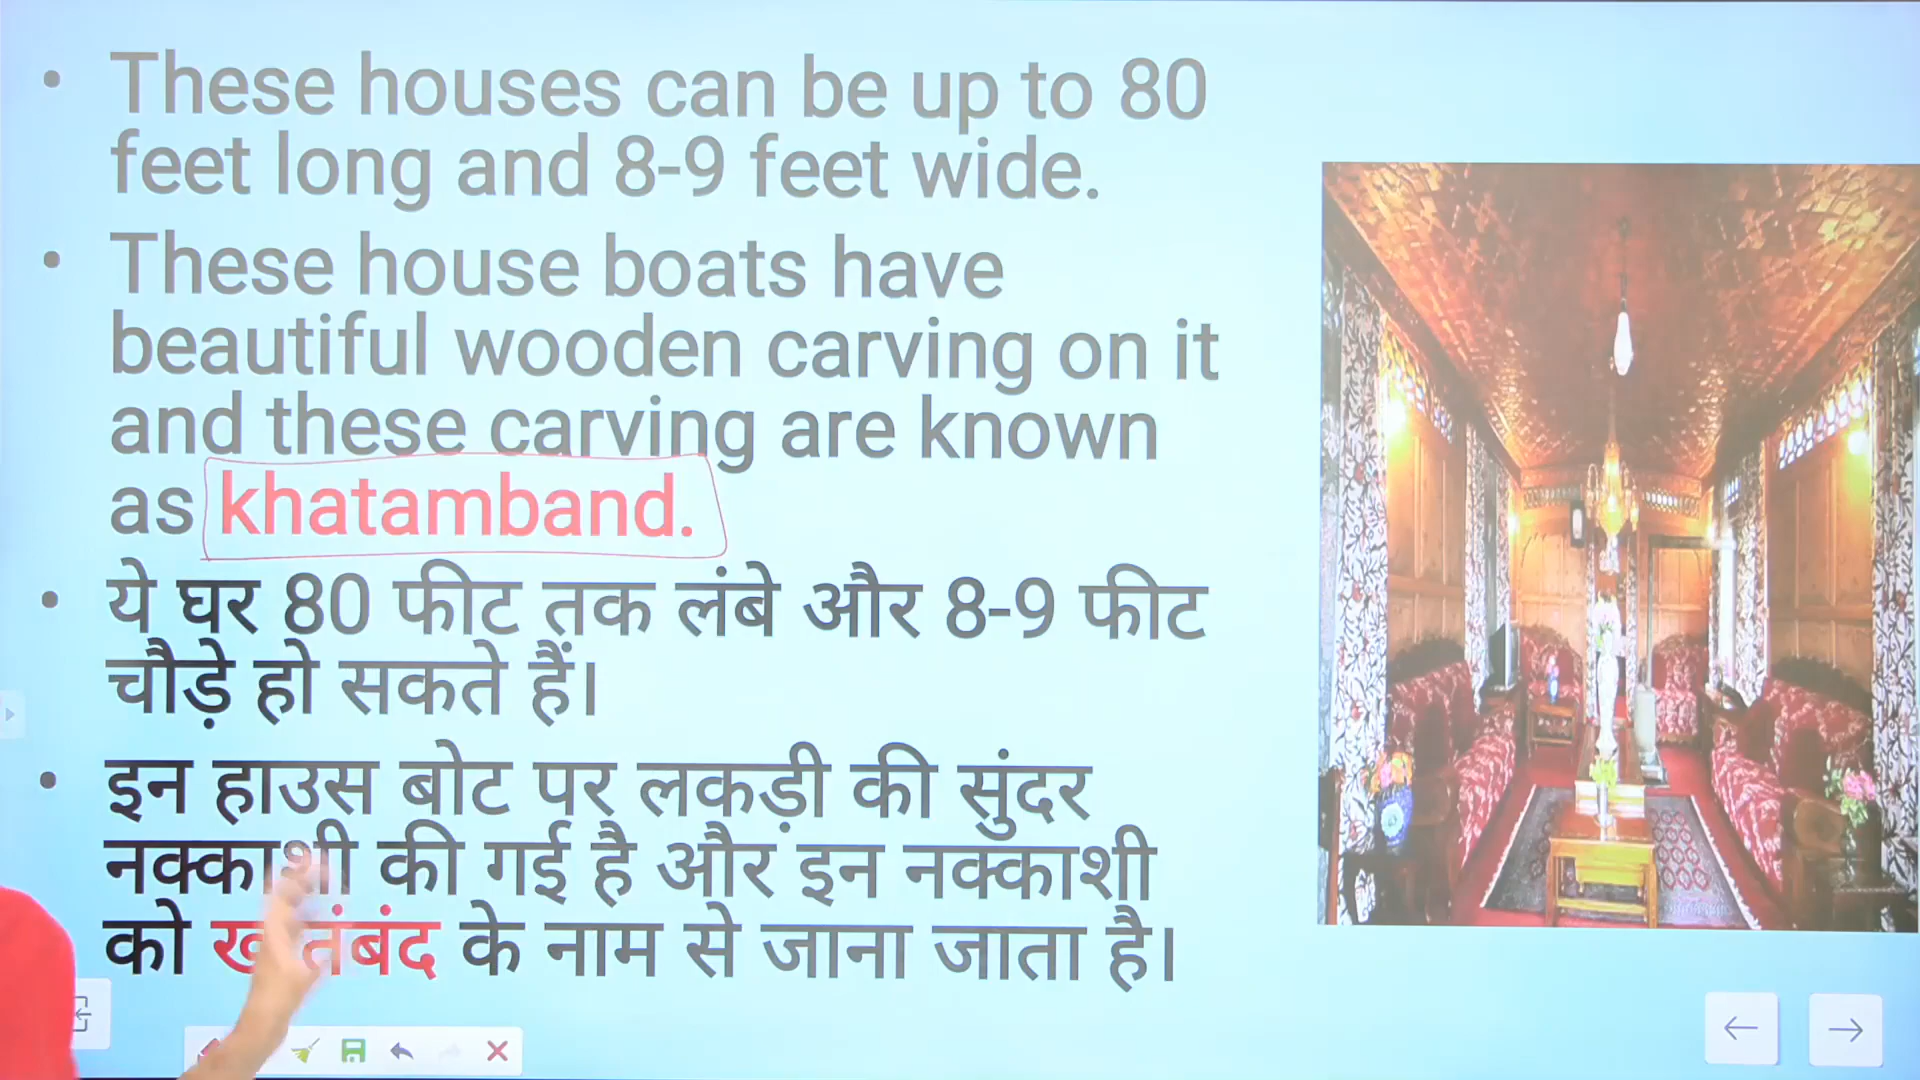 These houses can be up to 80
feet long and 8-9 feet wide.
These house boats have
beautiful wooden carving on it
and these carving are known
as khatamband.
ये घर 80 फीट तक लंबे और 8-9 फीट
चौड़े हो सकते हैं।
इन हाउस बोट पर लकड़ी की सुंदर
नक्काशी की गई है और इन नक्काशी
को के नाम से जाना जाता है।